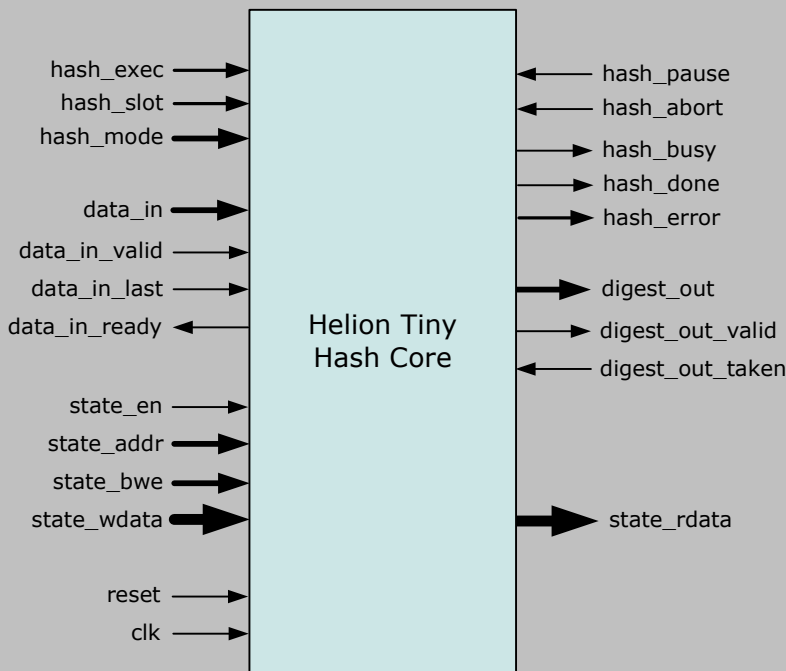 hash_exec
hash_slot
hash_mode
data_in
data_in_valid
data_in_last
data_in_ready
state_en
state_addr
state_bwe
state_wdata
reset
clk
Helion Tiny
Hash Core
hash_pause
hash_abort
hash_busy
hash_done
hash_error
digest_out
digest_out_valid
digest_out_taken
state_rdata